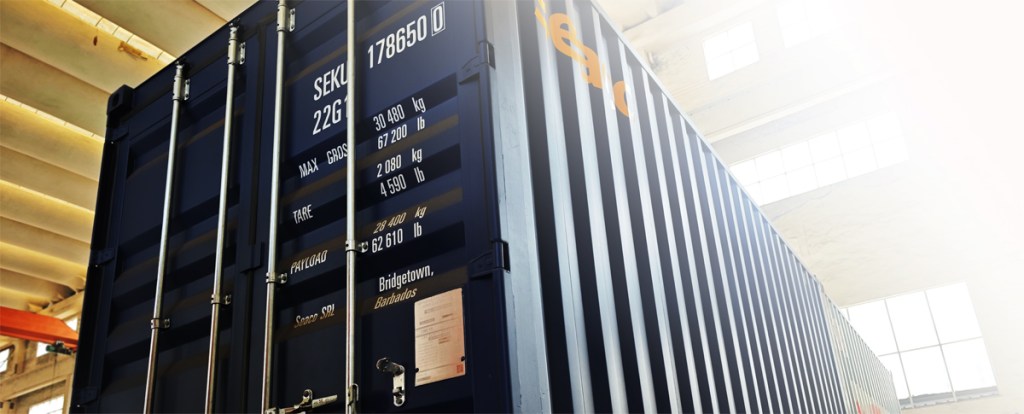 SEKU 178650 0
22G1
MAX GROSS 30 480 kg
67 200 lb
TARE 2 080 kg
4 590 lb
PAYLOAD 28 400 kg
62 610 lb
Seaco SRL Bridgetown,
Barbados
seaco